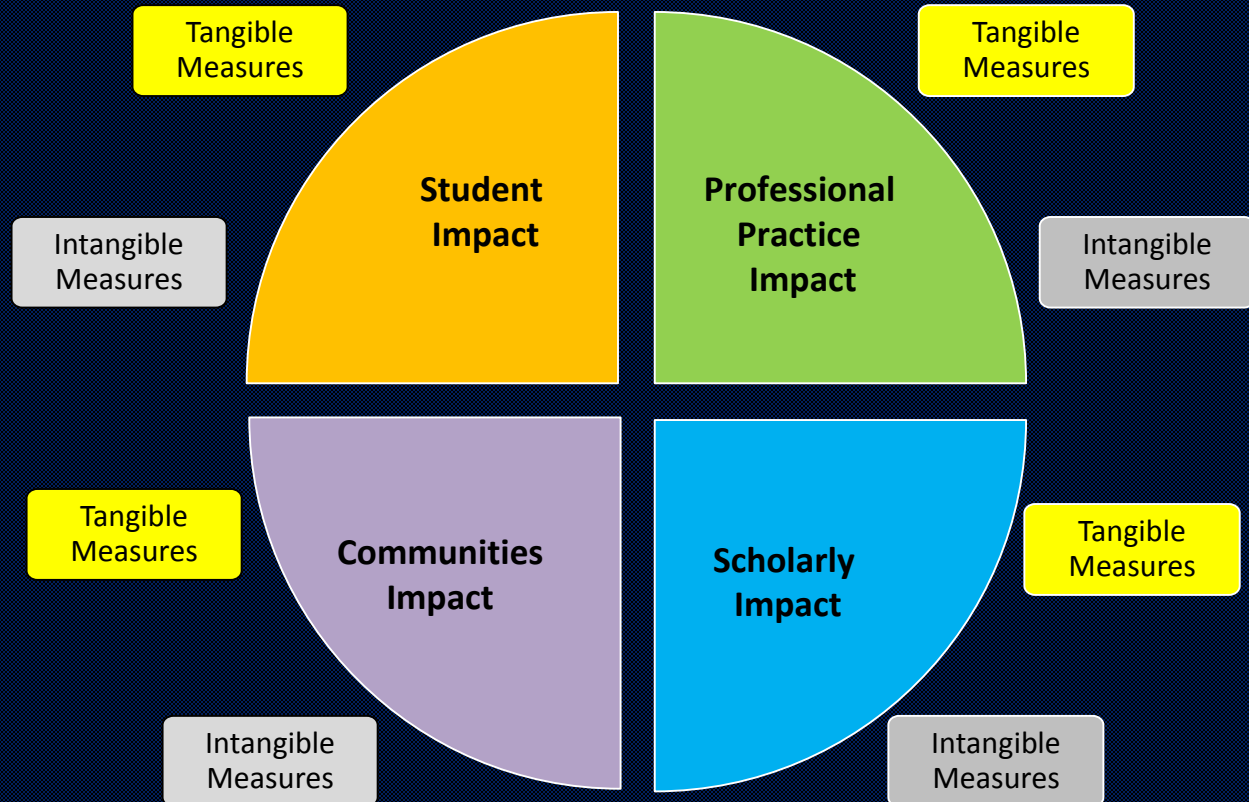 Tangible
Measures
Tangible
Measures
Student
Impact
Professional
Practice
Impact
Intangible
Measures
Intangible
Measures
Tangible
Measures
Communities
Impact
Scholarly
Impact
Tangible
Measures
Intangible
Measures
Intangible
Measures